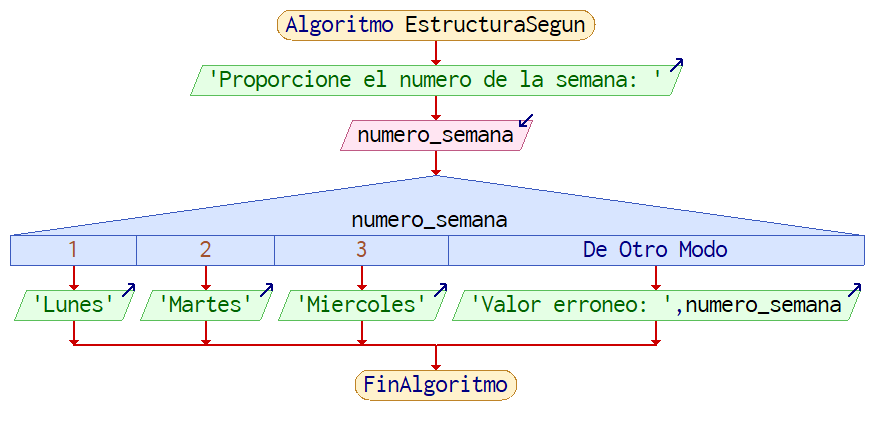 Algoritmo EstructuraSegun
'Proporcione el numero de la semana: '
numero_semana
numero_semana
1 2 3 De Otro Modo
'Lunes' 'Martes' 'Miercoles' 'Valor erroneo: ',numero_semana
FinAlgoritmo